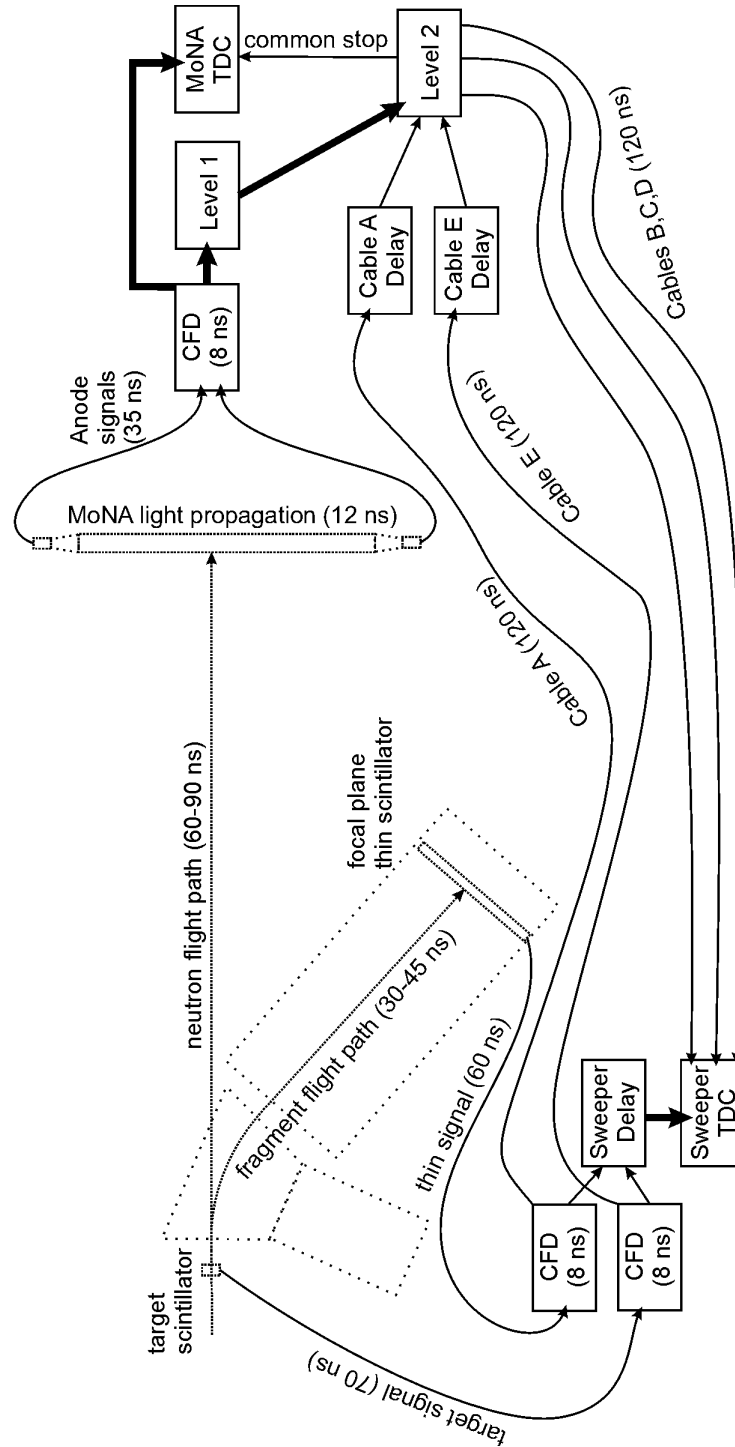 target
scintillator
neutron flight path (60-90 ns)
MoNA light propagation (12 ns)
Anode
signals
(35 ns)
CFD
(8 ns)
Level 1
MoNA
TDC
common stop
Level 2
Cable A
Delay
Cable E
Delay
fragment flight path (30-45 ns)
focal plane
thin scintillator
thin signal (60 ns)
target signal (70 ns)
Cable A (120 ns)
Cable E (120 ns)
Cables B,C,D (120 ns)
CFD
(8 ns)
CFD
(8 ns)
Sweeper
Delay
Sweeper
TDC